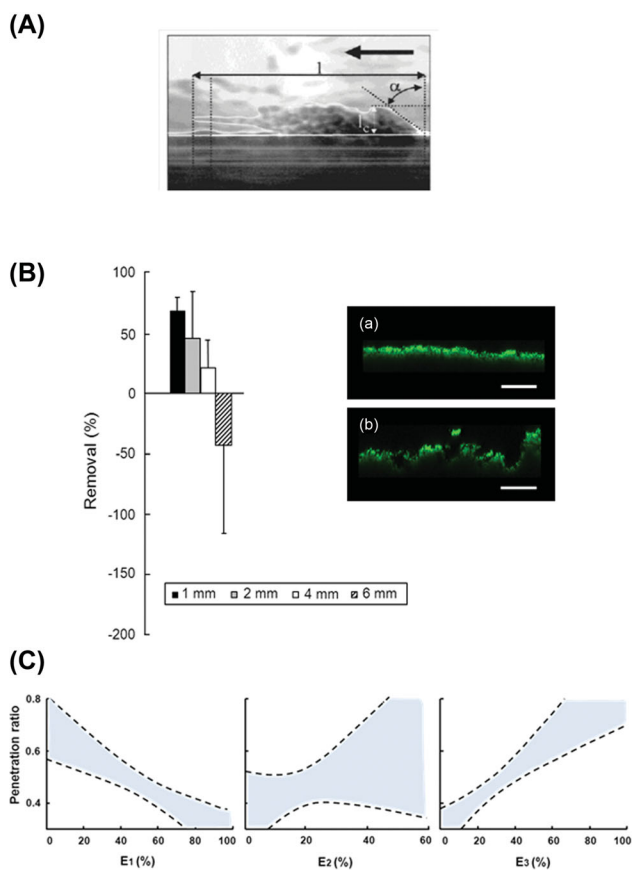 (A)
l
α
(B)
100
50
0
-50
-100
-150
-200
Removal (%)
1 mm 2 mm 4 mm 6 mm
(a)
(b)
(C)
Penetration ratio
0.8
0.6
0.4
0 20 40 60 80 100
E1 (%)
0 20 40 60
E2 (%)
0 20 40 60 80 100
E3 (%)